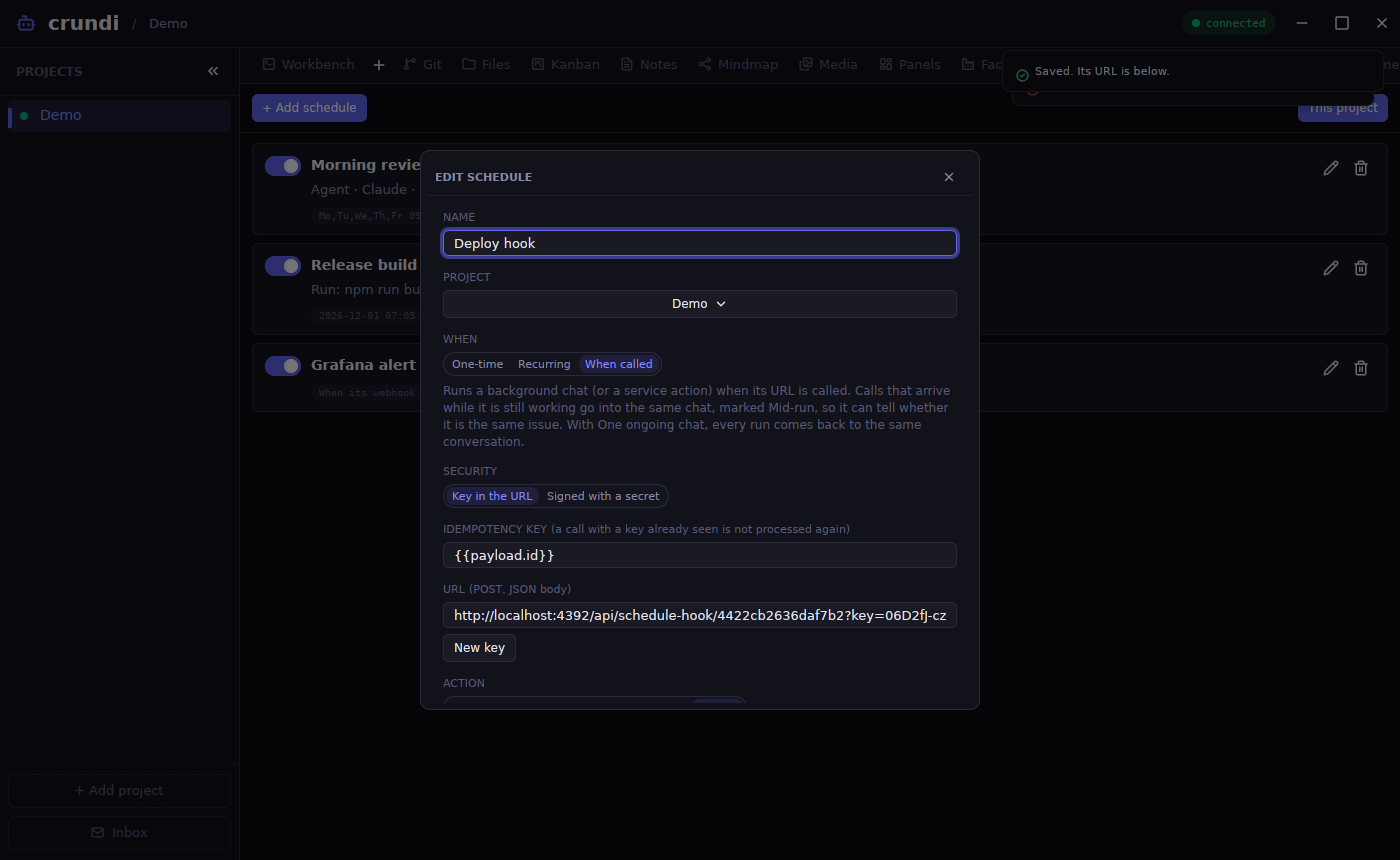 crundi / Demo
connected
PROJECTS
Demo
+ Add project
Inbox
Workbench + Git Files Kanban Notes Mindmap Media Panels Fac
Saved. Its URL is below.
+ Add schedule
This project
Morning revie
Agent · Claude ·
Mo,Tu,We,Th,Fr
Release build
Run: npm run bu
2026-12-01 07:05
Grafana alert
When its webhook
EDIT SCHEDULE
NAME
Deploy hook
PROJECT
Demo
WHEN
One-time Recurring When called
Runs a background chat (or a service action) when its URL is called. Calls that arrive
while it is still working go into the same chat, marked Mid-run, so it can tell whether
it is the same issue. With One ongoing chat, every run comes back to the same
conversation.
SECURITY
Key in the URL Signed with a secret
IDEMPOTENCY KEY (a call with a key already seen is not processed again)
{{payload.id}}
URL (POST, JSON body)
http://localhost:4392/api/schedule-hook/4422cb2636daf7b2?key=06D2fJ-cz
New key
ACTION